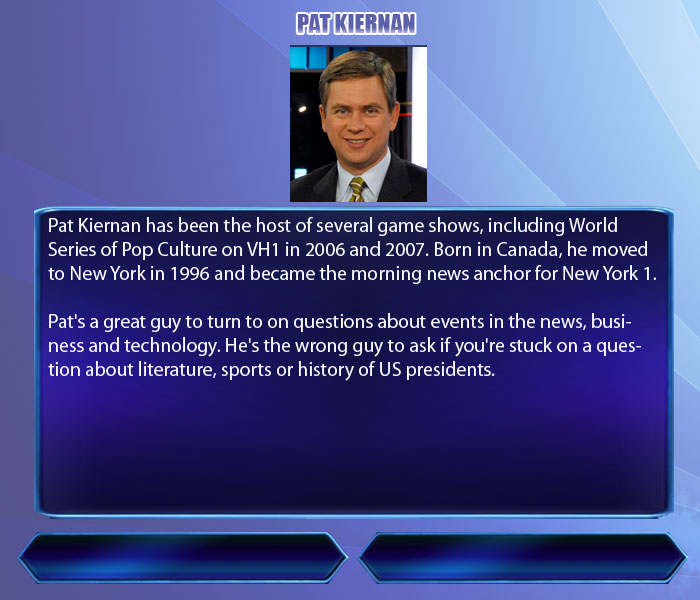 PAT KIERNAN
Pat Kiernan has been the host of several game shows, including World
Series of Pop Culture on VH1 in 2006 and 2007. Born in Canada, he moved
to New York in 1996 and became the morning news anchor for New York 1.
Pat's a great guy to turn to on questions about events in the news, busi-
ness and technology. He's the wrong guy to ask if you're stuck on a ques-
tion about literature, sports or history of US presidents.